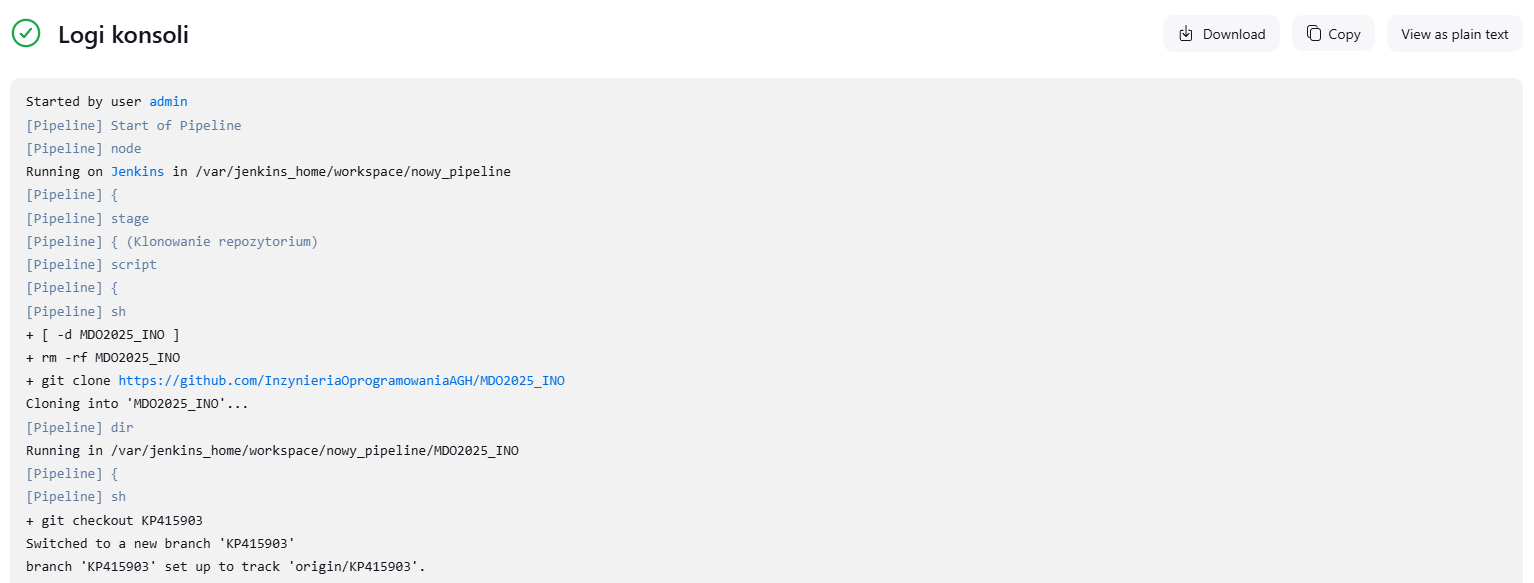 Logi konsoli
Download
Copy
View as plain text
Started by user admin
[Pipeline] Start of Pipeline
[Pipeline] node
Running on Jenkins in /var/jenkins_home/workspace/nowy_pipeline
[Pipeline] {
[Pipeline] stage
[Pipeline] { (Klonowanie repozytorium)
[Pipeline] script
[Pipeline] {
[Pipeline] sh
+ [ -d MDO2025_INO ]
+ rm -rf MDO2025_INO
+ git clone https://github.com/InzynieriaOprogramowaniaAGH/MDO2025_INO
Cloning into 'MDO2025_INO'...
[Pipeline] dir
Running in /var/jenkins_home/workspace/nowy_pipeline/MDO2025_INO
[Pipeline] {
[Pipeline] sh
+ git checkout KP415903
Switched to a new branch 'KP415903'
branch 'KP415903' set up to track 'origin/KP415903'.